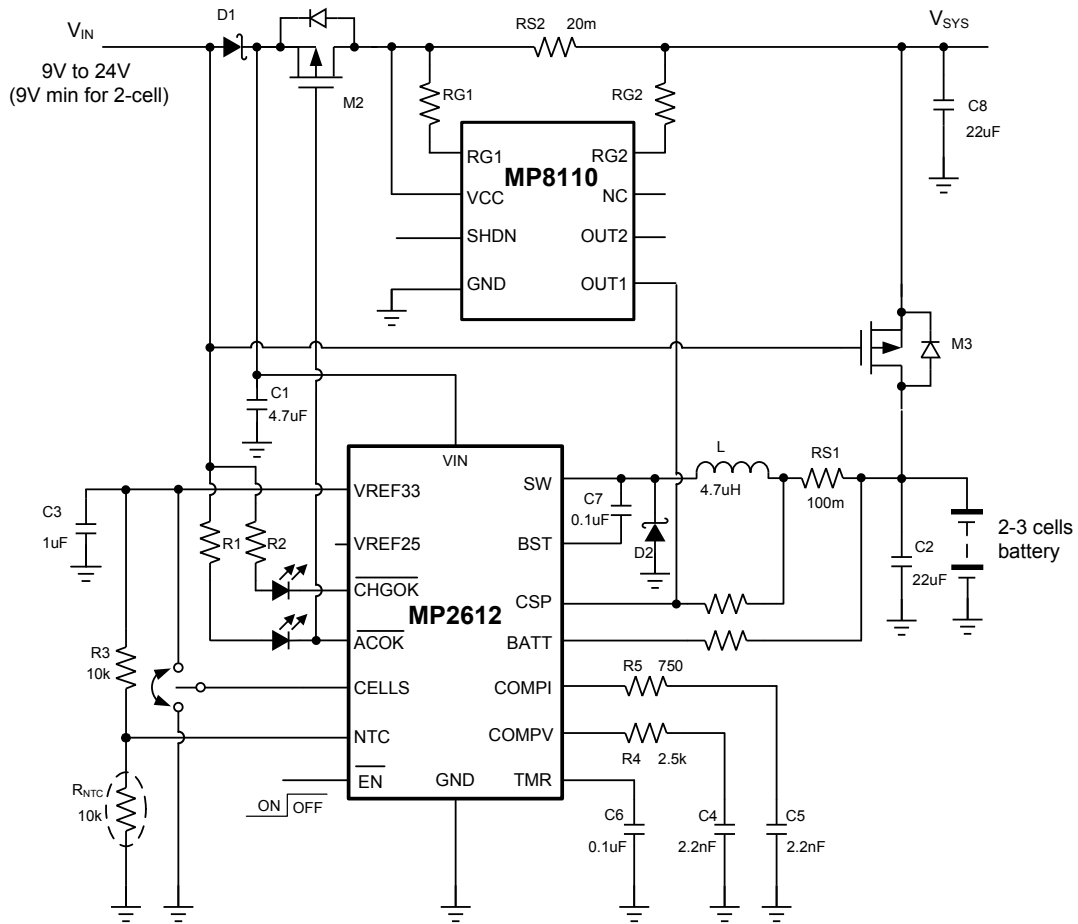 D1
V_IN
9V to 24V
(9V min for 2-cell)
M2
RS2 20m
V_SYS
RG1
RG2
C8
22uF
RG1
RG2
MP8110
VCC
NC
SHDN
OUT2
GND
OUT1
M3
C1
4.7uF
VIN
L
4.7uH
RS1
100m
VREF33
SW
C3
1uF
C7
0.1uF
R1
R2
VREF25
BST
D2
C2
22uF
2-3 cells
battery
CHGOK
MP2612
CSP
ACOK
BATT
R3
10k
R5 750
CELLS
COMPI
NTC
COMPV
R4 2.5k
R_NTC
10k
EN
GND
TMR
ON
OFF
C6
0.1uF
C4
2.2nF
C5
2.2nF